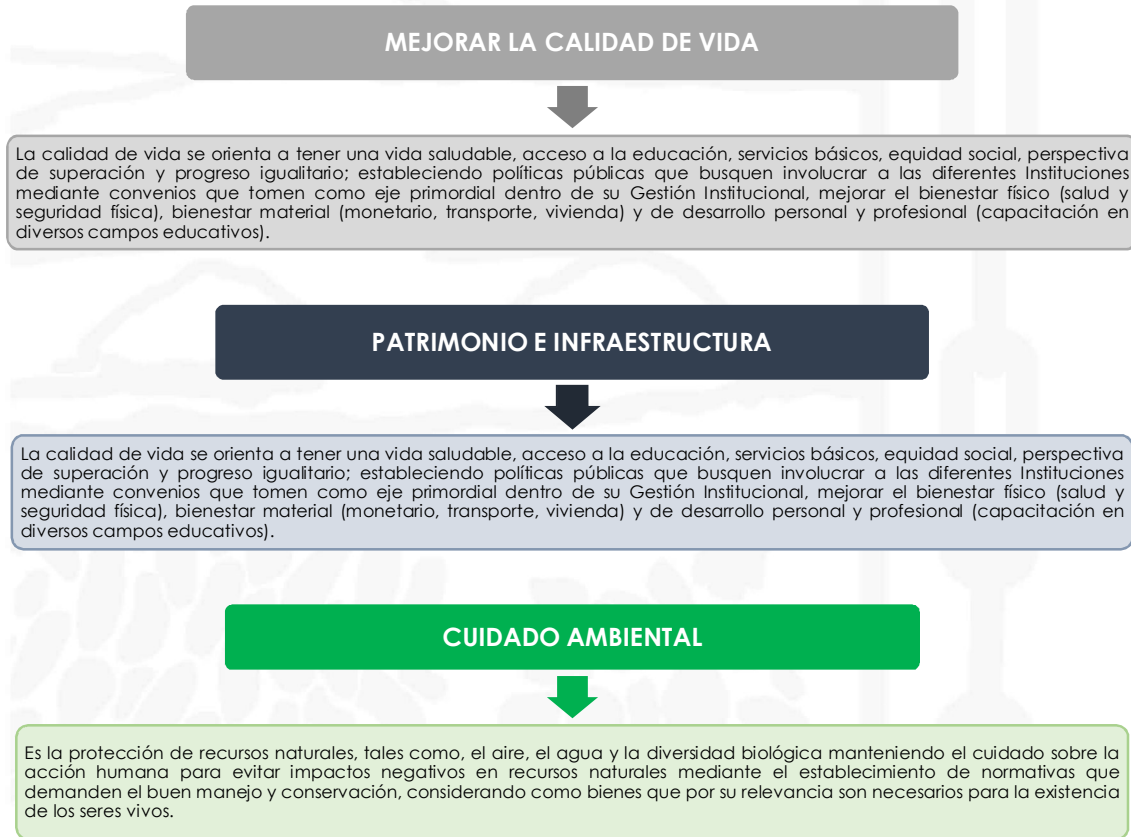 MEJORAR LA CALIDAD DE VIDA
La calidad de vida se orienta a tener una vida saludable, acceso a la educación, servicios básicos, equidad social, perspectiva
de superación y progreso igualitario; estableciendo políticas públicas que busquen involucrar a las diferentes Instituciones
mediante convenios que tomen como eje primordial dentro de su Gestión Institucional, mejorar el bienestar físico (salud y
seguridad física), bienestar material (monetario, transporte, vivienda) y de desarrollo personal y profesional (capacitación en
diversos campos educativos).
PATRIMONIO E INFRAESTRUCTURA
La calidad de vida se orienta a tener una vida saludable, acceso a la educación, servicios básicos, equidad social, perspectiva
de superación y progreso igualitario; estableciendo políticas públicas que busquen involucrar a las diferentes Instituciones
mediante convenios que tomen como eje primordial dentro de su Gestión Institucional, mejorar el bienestar físico (salud y
seguridad física), bienestar material (monetario, transporte, vivienda) y de desarrollo personal y profesional (capacitación en
diversos campos educativos).
CUIDADO AMBIENTAL
Es la protección de recursos naturales, tales como, el aire, el agua y la diversidad biológica manteniendo el cuidado sobre la
acción humana para evitar impactos negativos en recursos naturales mediante el establecimiento de normativas que
demanden el buen manejo y conservación, considerando como bienes que por su relevancia son necesarios para la existencia
de los seres vivos.